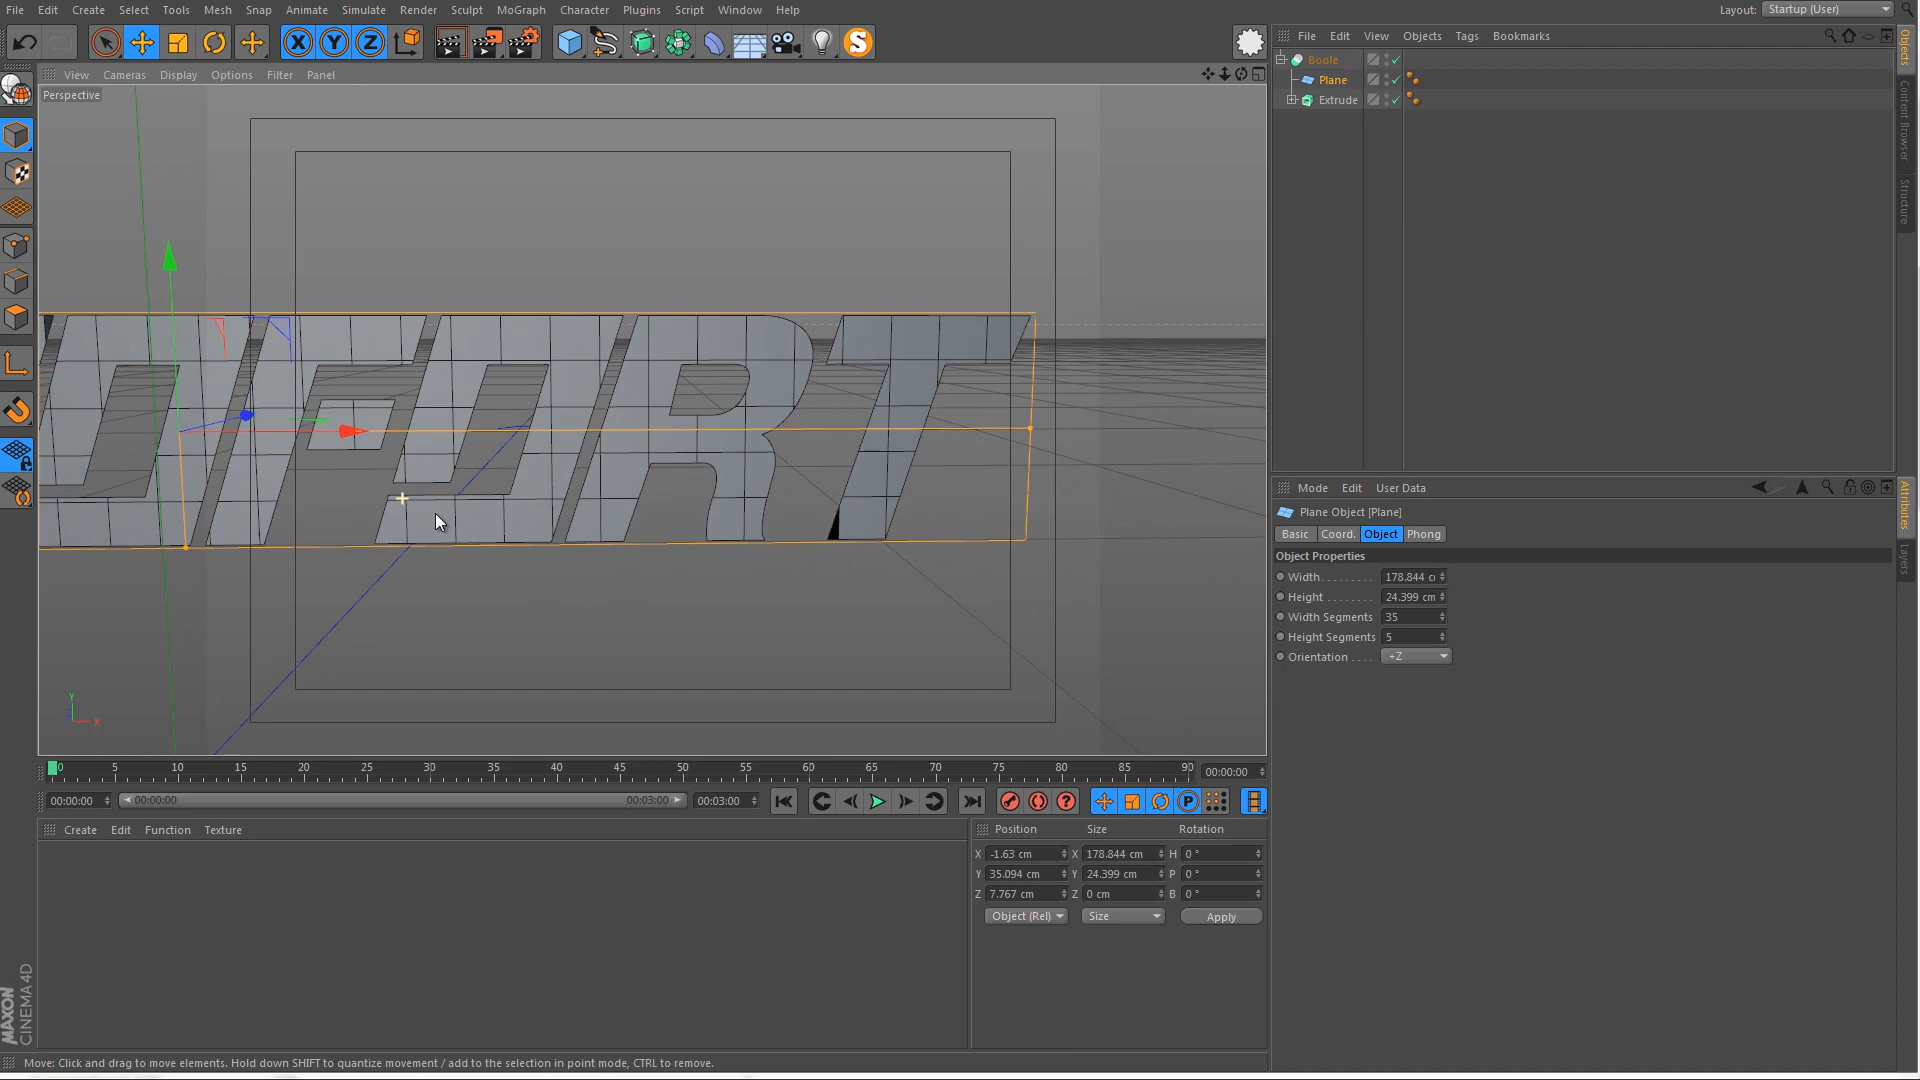 File Edit Create Select Tools Mesh Snap Animate Simulate Render Sculpt MoGraph Character Plugins Script Window Help
Layout: Startup (User)
X Y Z
S
File Edit View Objects Tags Bookmarks
View Cameras Display Options Filter Panel
Perspective
Boole
Plane
Extrude
Objects
Content Browser
Structure
Mode Edit User Data
Plane Object [Plane]
Basic Coord. Object Phong
Object Properties
Width......... 178.844 c
Height ........ 24.399 cm
Width Segments 35
Height Segments 5
Orientation .... +Z
Attributes
Layers
Y
Z
X
0 5 10 15 20 25 30 35 40 45 50 55 60 65 70 75 80 85 90 00:00:00
00:00:00 00:00:00 00:03:00 00:03:00
P
Create Edit Function Texture
Position Size Rotation
X -1.63 cm X 178.844 cm H 0 °
Y 35.094 cm Y 24.399 cm P 0 °
Z 7.767 cm Z 0 cm B 0 °
Object (Rel) Size Apply
MAXON
CINEMA 4D
Move: Click and drag to move elements. Hold down SHIFT to quantize movement / add to the selection in point mode, CTRL to remove.